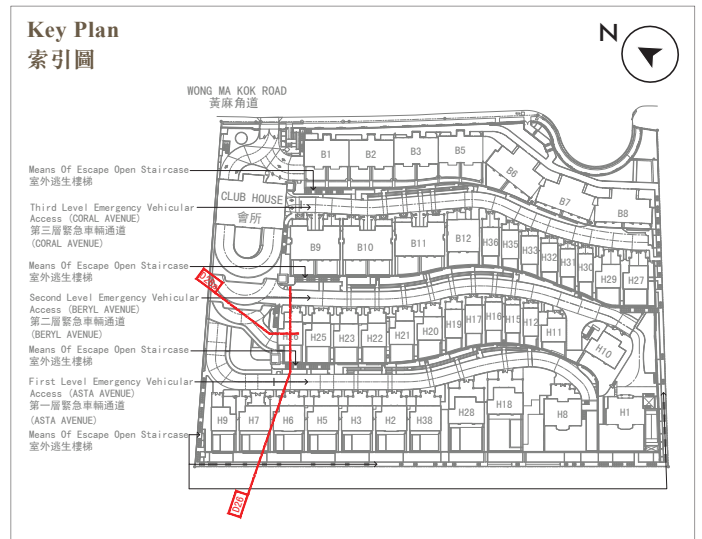 Key Plan
索引圖
N
WONG MA KOK ROAD
黃麻角道
B1
B2
B3
B5
B6
B7
B8
Means Of Escape Open Staircase
室外逃生樓梯
CLUB HOUSE
會所
Third Level Emergency Vehicular
Access (CORAL AVENUE)
第三層緊急車輛通道
(CORAL AVENUE)
B9
B10
B11
B12
H36
H35
H33
H32
H31
H30
H29
H27
Means Of Escape Open Staircase
室外逃生樓梯
Second Level Emergency Vehicular
Access (BERYL AVENUE)
第二層緊急車輛通道
(BERYL AVENUE)
H26
H25
H23
H22
H21
H20
H19
H17
H16
H15
H12
H11
H10
Means Of Escape Open Staircase
室外逃生樓梯
First Level Emergency Vehicular
Access (ASTA AVENUE)
第一層緊急車輛通道
(ASTA AVENUE)
H9
H7
H6
H5
H3
H2
H38
H28
H18
H8
H1
Means Of Escape Open Staircase
室外逃生樓梯
D26